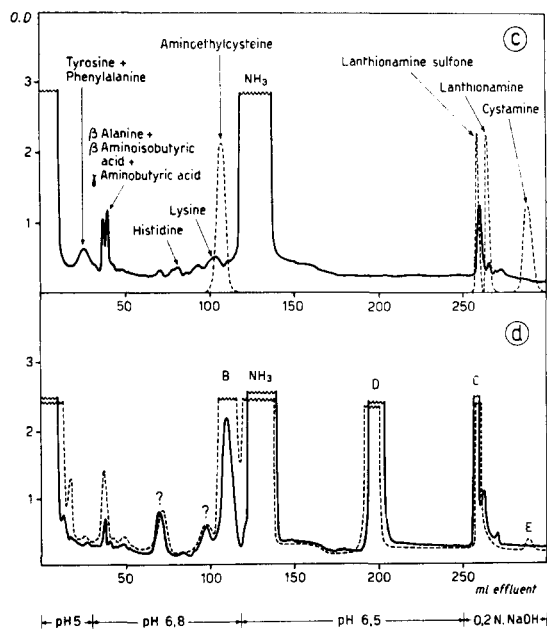 O.D
c
3
2
1
Tyrosine +
Phenylalanine
β Alanine +
β Aminoisobutyric
acid +
γ Aminobutyric acid
Histidine
Lysine
Aminoethylcysteine
NH₃
Lanthionamine sulfone
Lanthionamine
Cystamine
50
100
150
200
250
d
3
2
1
?
?
B
NH₃
D
C
E
50
100
150
200
250
ml effluent
pH5
pH 6,8
pH 6,5
0,2 N. NaOH